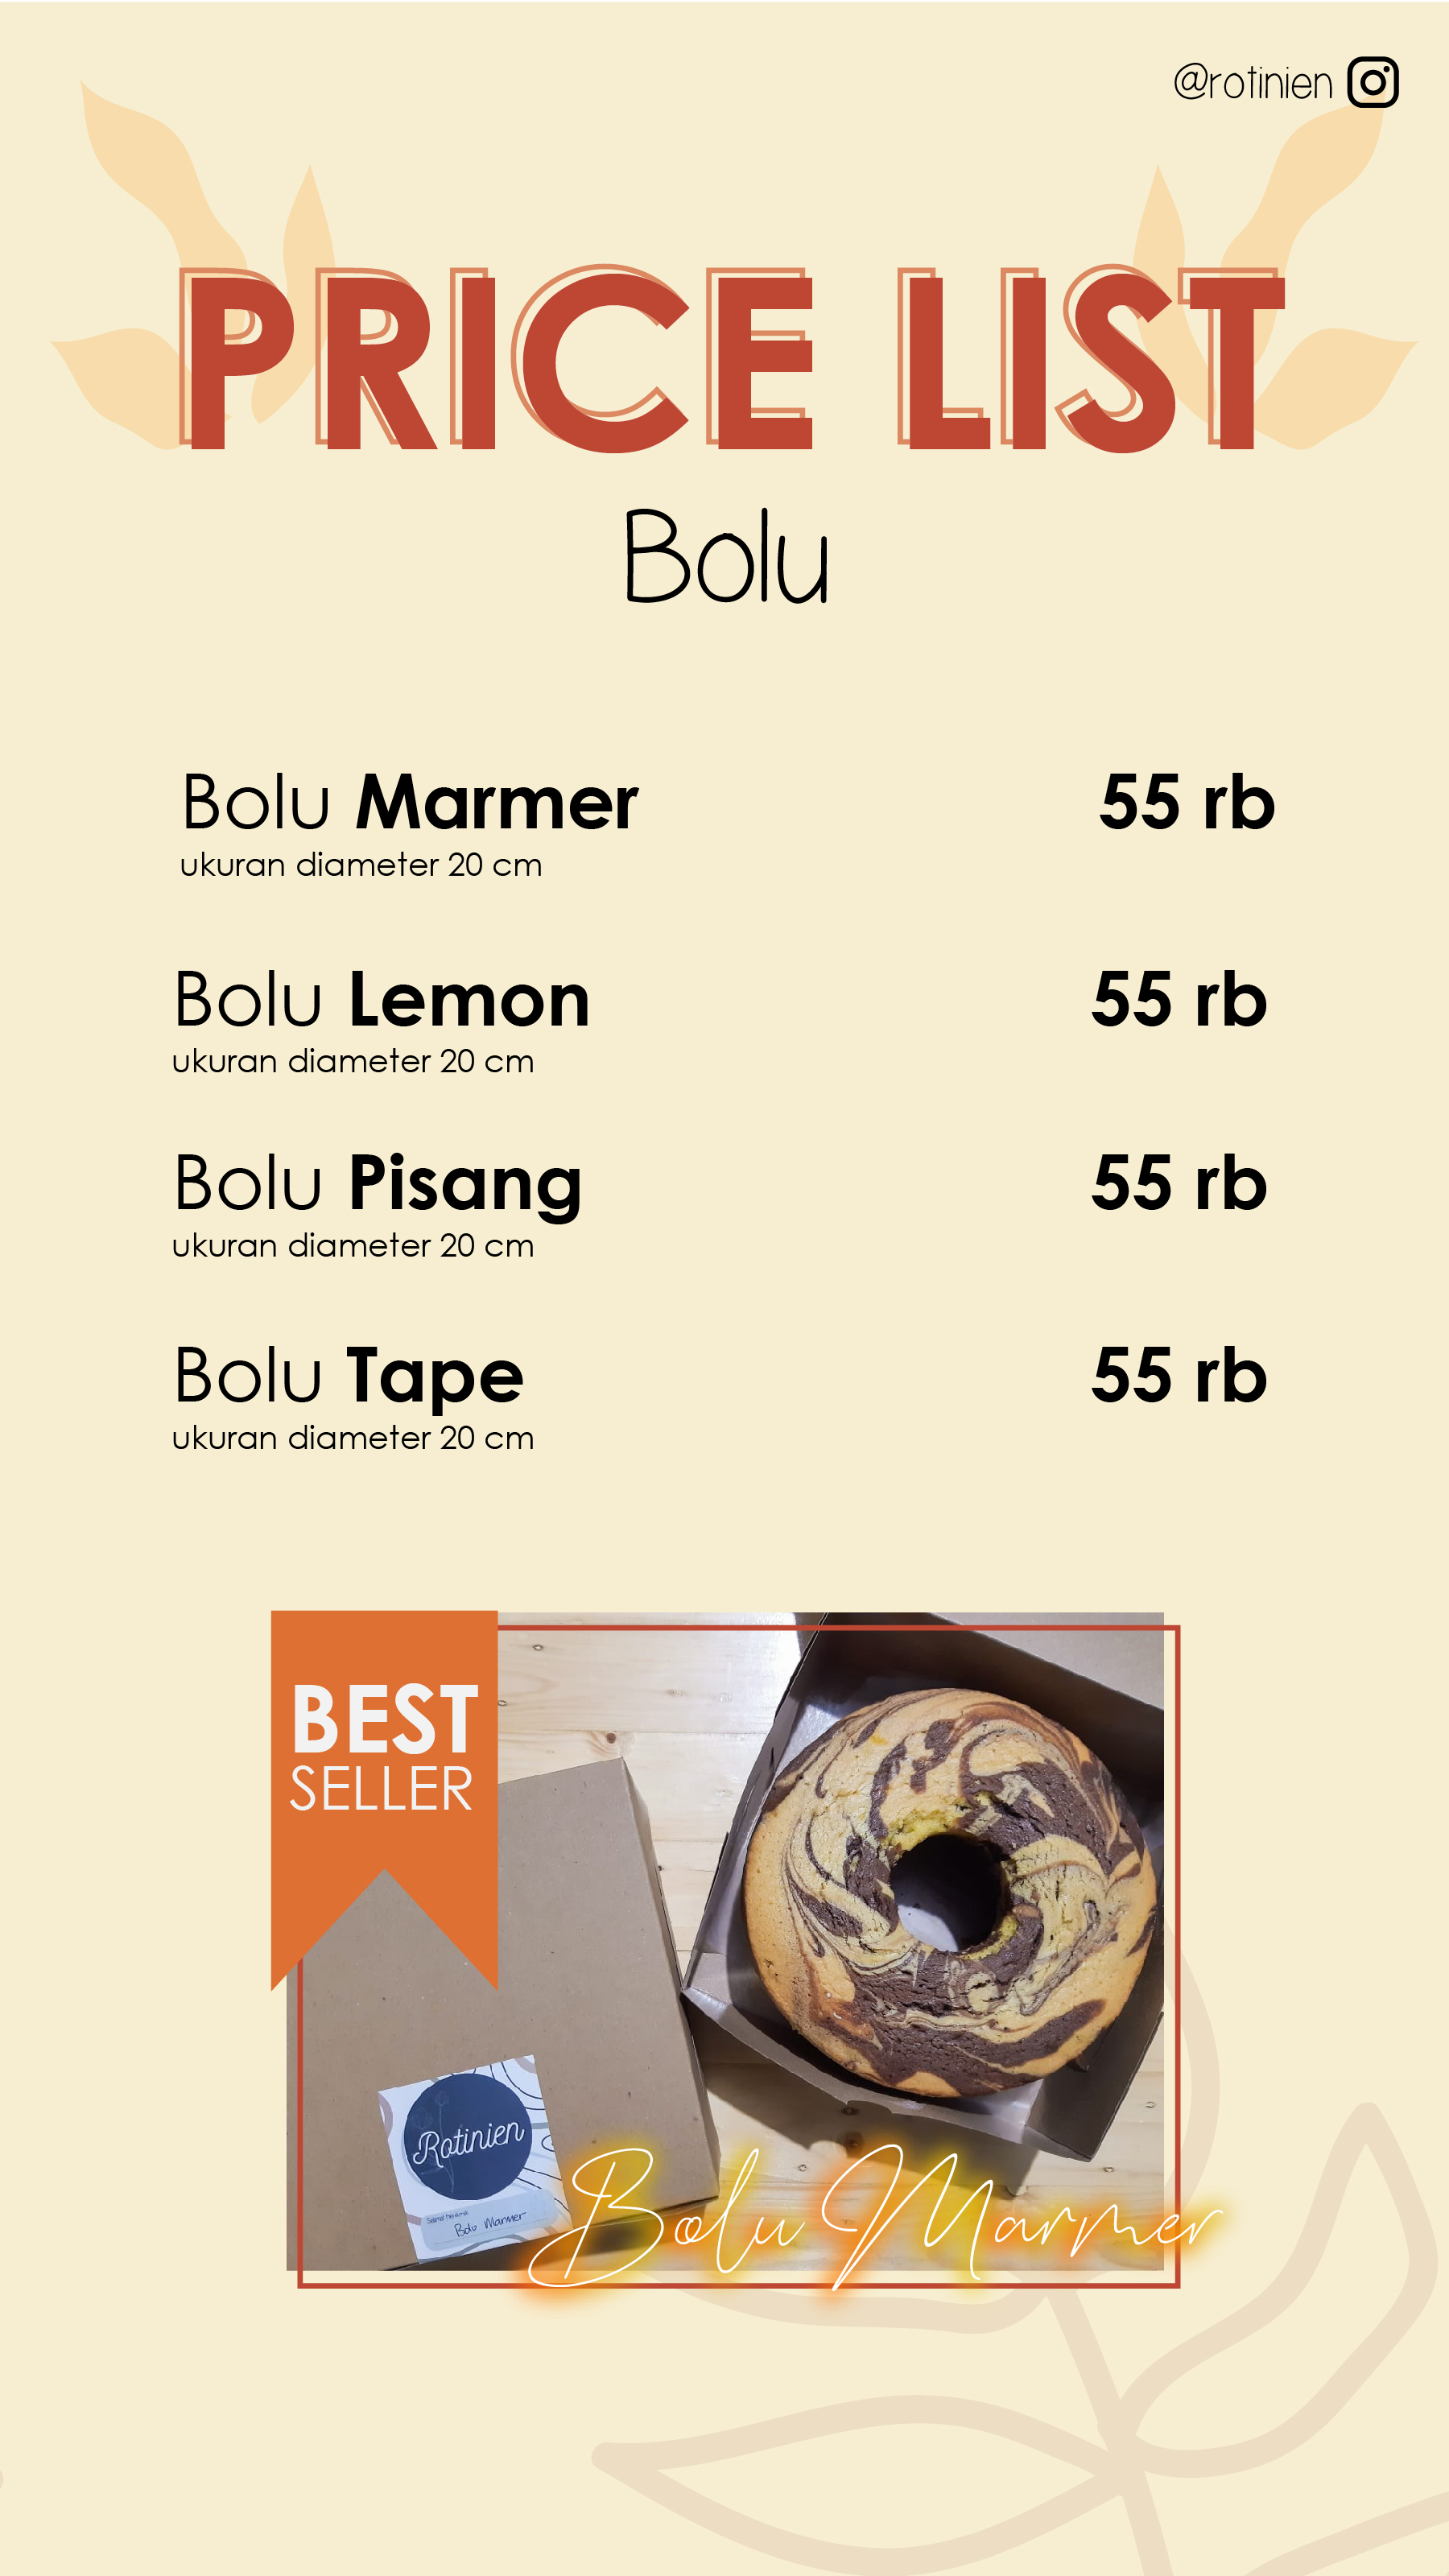 @rotinien
PRICE LIST
Bolu
Bolu Marmer 55 rb
ukuran diameter 20 cm
Bolu Lemon 55 rb
ukuran diameter 20 cm
Bolu Pisang 55 rb
ukuran diameter 20 cm
Bolu Tape 55 rb
ukuran diameter 20 cm
BEST
SELLER
Rotinien
Bolu Marmer
Bolu Marmer